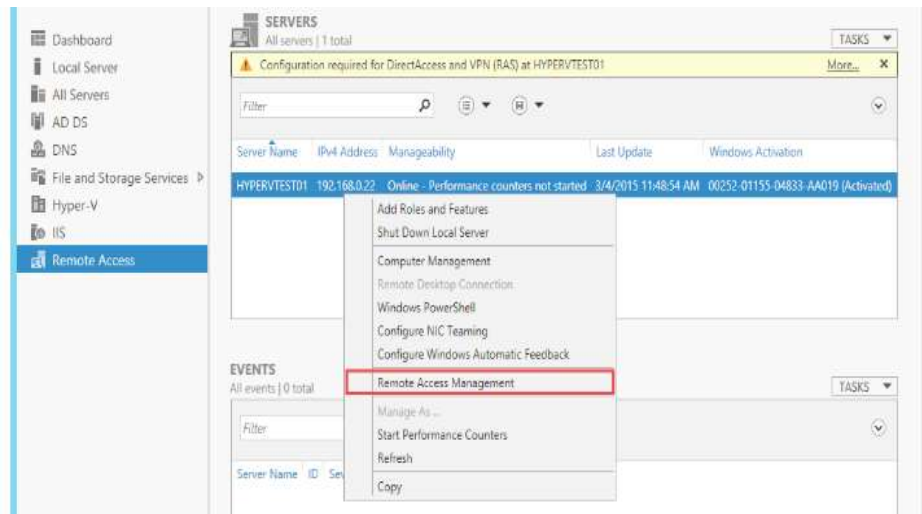 Dashboard
Local Server
All Servers
AD DS
DNS
File and Storage Services
Hyper-V
IIS
Remote Access
SERVERS
All servers | 1 total
TASKS
Configuration required for DirectAccess and VPN (RAS) at HYPERVTEST01
More...
X
Filter
Server Name IPv4 Address Manageability Last Update Windows Activation
HYPERVTEST01 192.168.0.22 Online - Performance counters not started 3/4/2015 11:48:54 AM 00252-01155-04833-AA019 (Activated)
Add Roles and Features
Shut Down Local Server
Computer Management
Remote Desktop Connection
Windows PowerShell
Configure NIC Teaming
Configure Windows Automatic Feedback
Remote Access Management
Manage As ...
Start Performance Counters
Refresh
Copy
EVENTS
All events | 0 total
TASKS
Filter
Server Name ID Sev